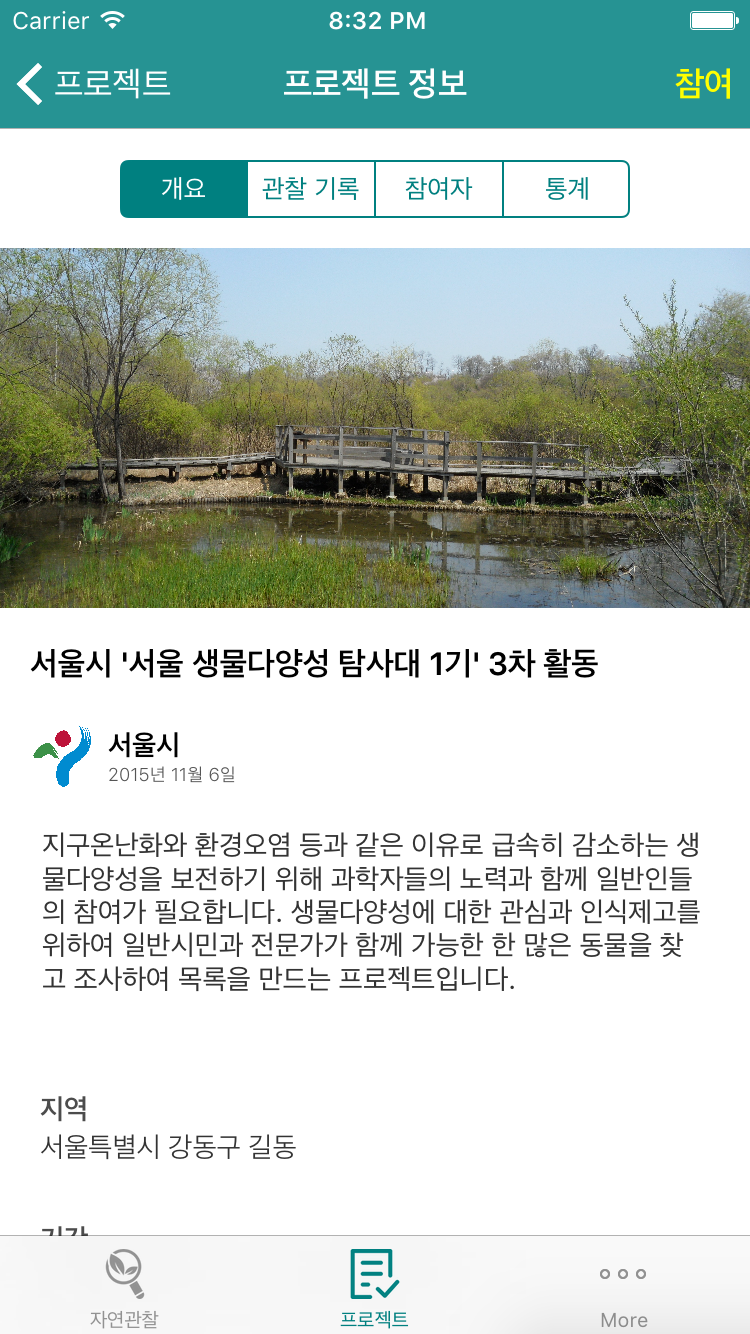 Carrier 8:32 PM
프로젝트 프로젝트 정보 참여
개요 관찰 기록 참여자 통계
서울시 '서울 생물다양성 탐사대 1기' 3차 활동
서울시
2015년 11월 6일
지구온난화와 환경오염 등과 같은 이유로 급속히 감소하는 생
물다양성을 보전하기 위해 과학자들의 노력과 함께 일반인들
의 참여가 필요합니다. 생물다양성에 대한 관심과 인식제고를
위하여 일반시민과 전문가가 함께 가능한 한 많은 동물을 찾
고 조사하여 목록을 만드는 프로젝트입니다.
지역
서울특별시 강동구 길동
자연관찰 프로젝트 More